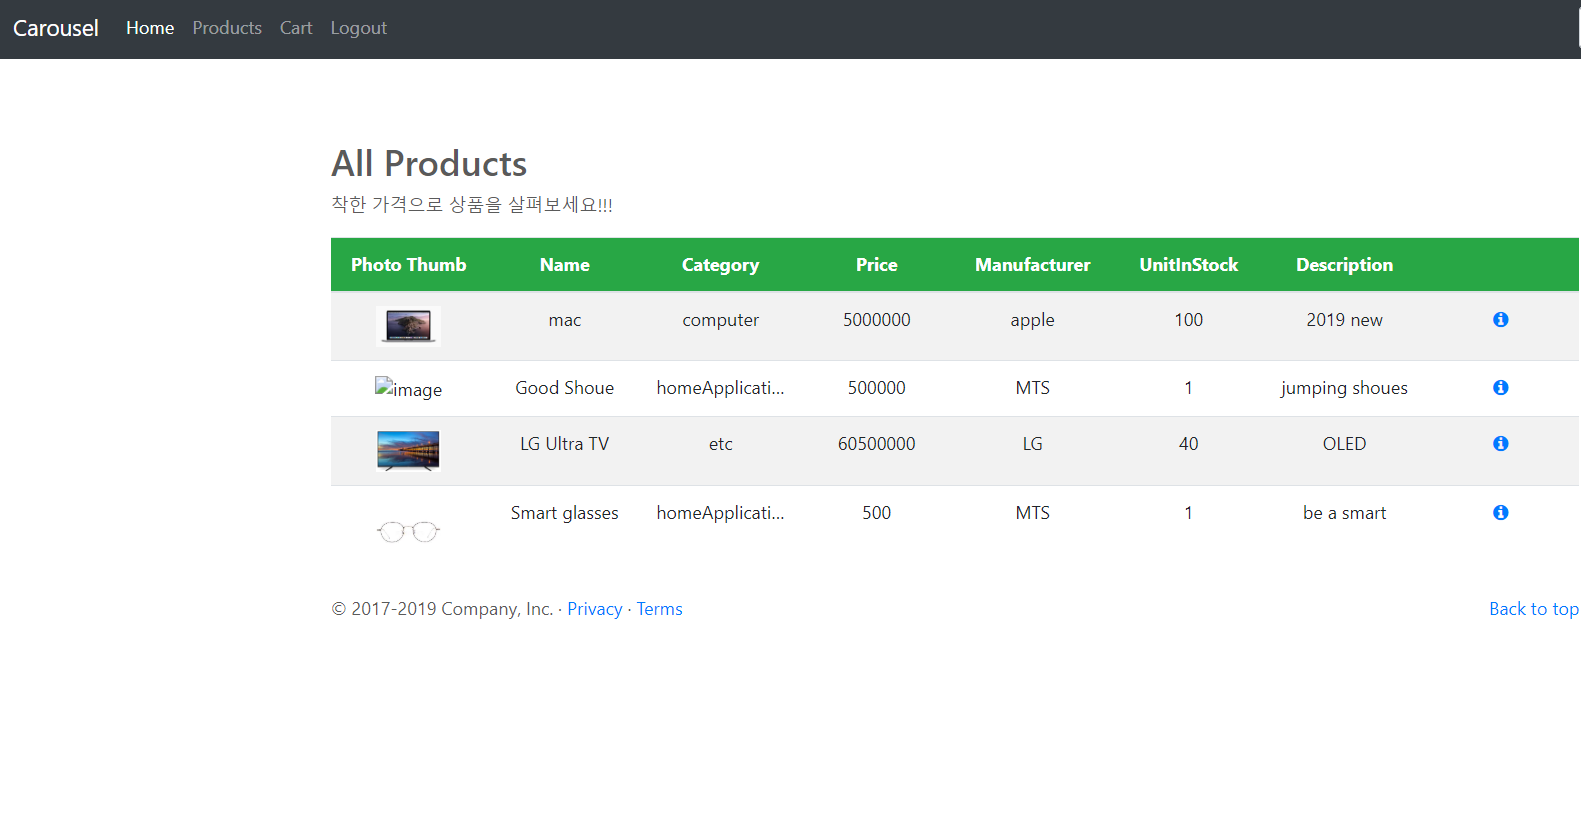 Carousel Home Products Cart Logout
All Products
착한 가격으로 상품을 살펴보세요!!!
Photo Thumb Name Category Price Manufacturer UnitInStock Description
mac computer 5000000 apple 100 2019 new
image Good Shoue homeApplicati... 500000 MTS 1 jumping shoues
LG Ultra TV etc 60500000 LG 40 OLED
Smart glasses homeApplicati... 500 MTS 1 be a smart
© 2017-2019 Company, Inc. · Privacy · Terms Back to top